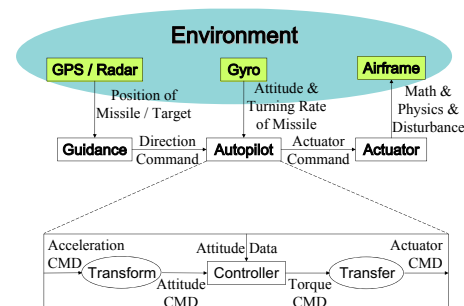 Environment
GPS / Radar
Gyro
Airframe
Position of
Missile / Target
Attitude &
Turning Rate
of Missile
Math &
Physics &
Disturbance
Guidance
Direction
Command
Autopilot
Actuator
Command
Actuator
Acceleration
CMD
Transform
Attitude
CMD
Attitude Data
Controller
Torque
CMD
Transfer
Actuator
CMD